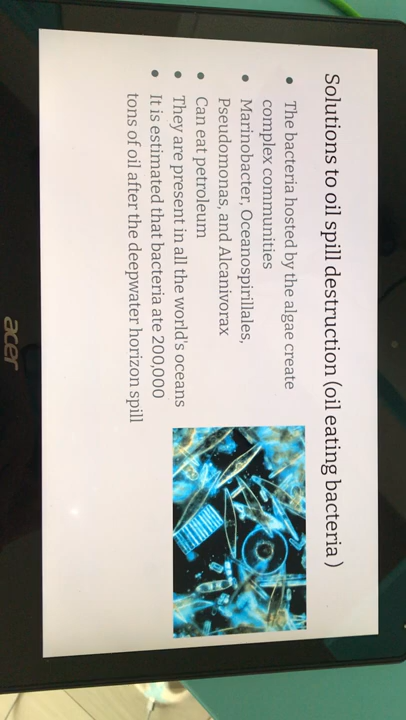 Solutions to oil spill destruction (oil eating bacteria )
• The bacteria hosted by the algae create
complex communities
• Marinobacter, Oceanospirillales,
Pseudomonas, and Alcanivorax
• Can eat petroleum
• They are present in all the world's oceans
• It is estimated that bacteria ate 200,000
tons of oil after the deepwater horizon spill
acer